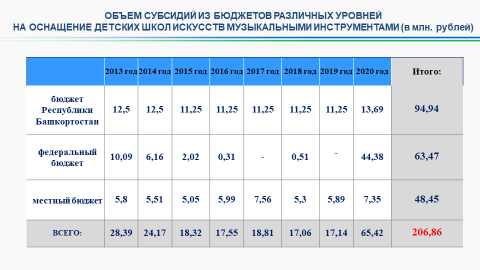 ОБЪЕМ СУБСИДИЙ ИЗ БЮДЖЕТОВ РАЗЛИЧНЫХ УРОВНЕЙ
НА ОСНАЩЕНИЕ ДЕТСКИХ ШКОЛ ИСКУССТВ МУЗЫКАЛЬНЫМИ ИНСТРУМЕНТАМИ (в млн. рублей)
2013 год 2014 год 2015 год 2016 год 2017 год 2018 год 2019 год 2020 год Итого:
бюджет
Республики
Башкортостан
12,5 12,5 11,25 11,25 11,25 11,25 11,25 13,69 94,94
федеральный
бюджет
10,09 6,16 2,02 0,31 - 0,51 - 44,38 63,47
местный бюджет 5,8 5,51 5,05 5,99 7,56 5,3 5,89 7,35 48,45
ВСЕГО: 28,39 24,17 18,32 17,55 18,81 17,06 17,14 65,42 206,86